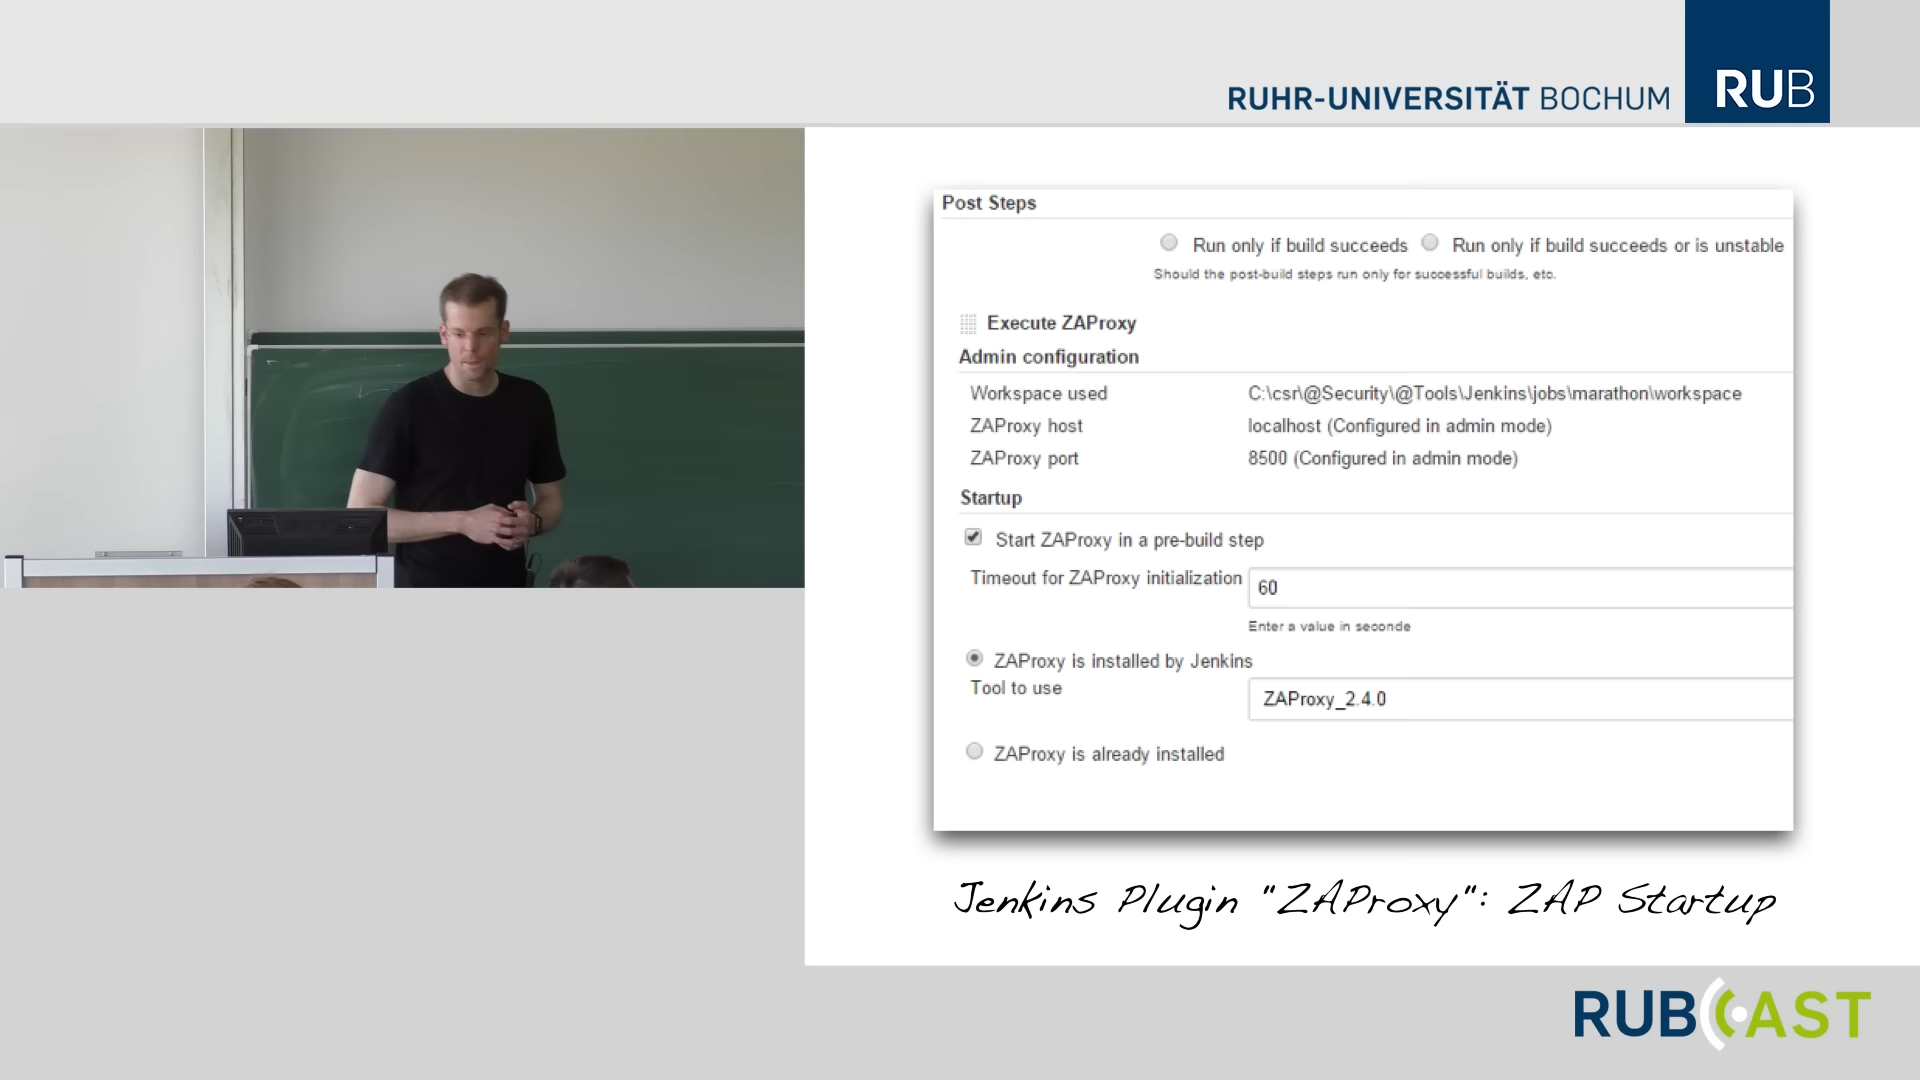 RUHR-UNIVERSITÄT BOCHUM RUB
Post Steps
Run only if build succeeds Run only if build succeeds or is unstable
Should the post-build steps run only for successful builds, etc.
Execute ZAProxy
Admin configuration
Workspace used C:\csr\@Security\@Tools\Jenkins\jobs\marathon\workspace
ZAProxy host localhost (Configured in admin mode)
ZAProxy port 8500 (Configured in admin mode)
Startup
Start ZAProxy in a pre-build step
Timeout for ZAProxy initialization 60
Enter a value in seconde
ZAProxy is installed by Jenkins
Tool to use ZAProxy_2.4.0
ZAProxy is already installed
Jenkins Plugin "ZAProxy": ZAP Startup
RUBCAST